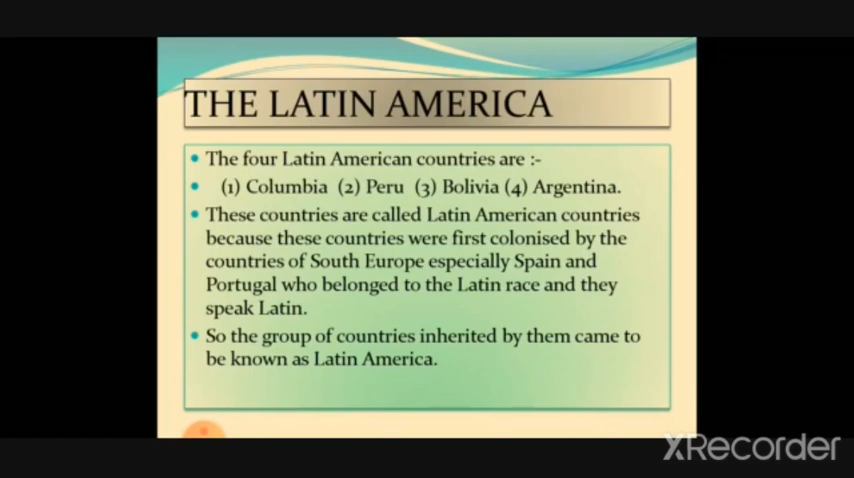 THE LATIN AMERICA
The four Latin American countries are :-
(1) Columbia (2) Peru (3) Bolivia (4) Argentina.
These countries are called Latin American countries
because these countries were first colonised by the
countries of South Europe especially Spain and
Portugal who belonged to the Latin race and they
speak Latin.
So the group of countries inherited by them came to
be known as Latin America.
XRecorder